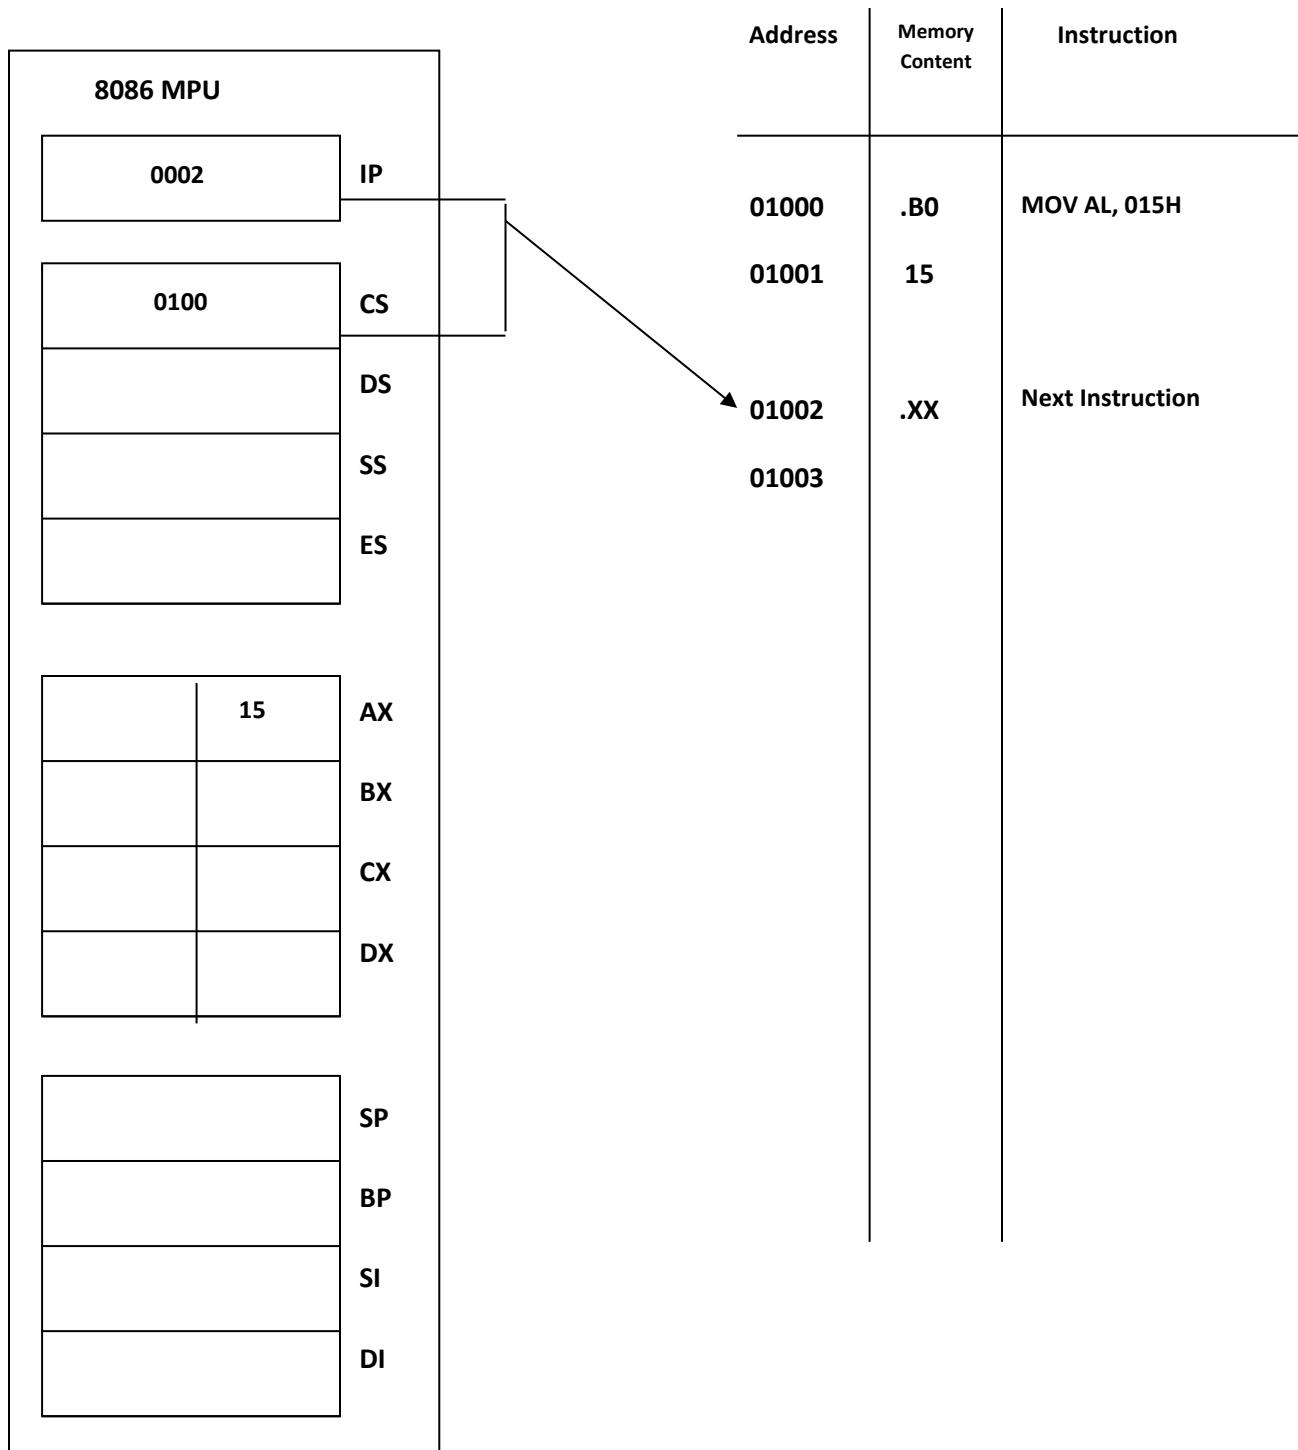 8086 MPU
0002
IP
0100
CS
DS
SS
ES
15
AX
BX
CX
DX
SP
BP
SI
DI
Address
Memory
Content
Instruction
01000
.B0
MOV AL, 015H
01001
15
01002
.XX
Next Instruction
01003